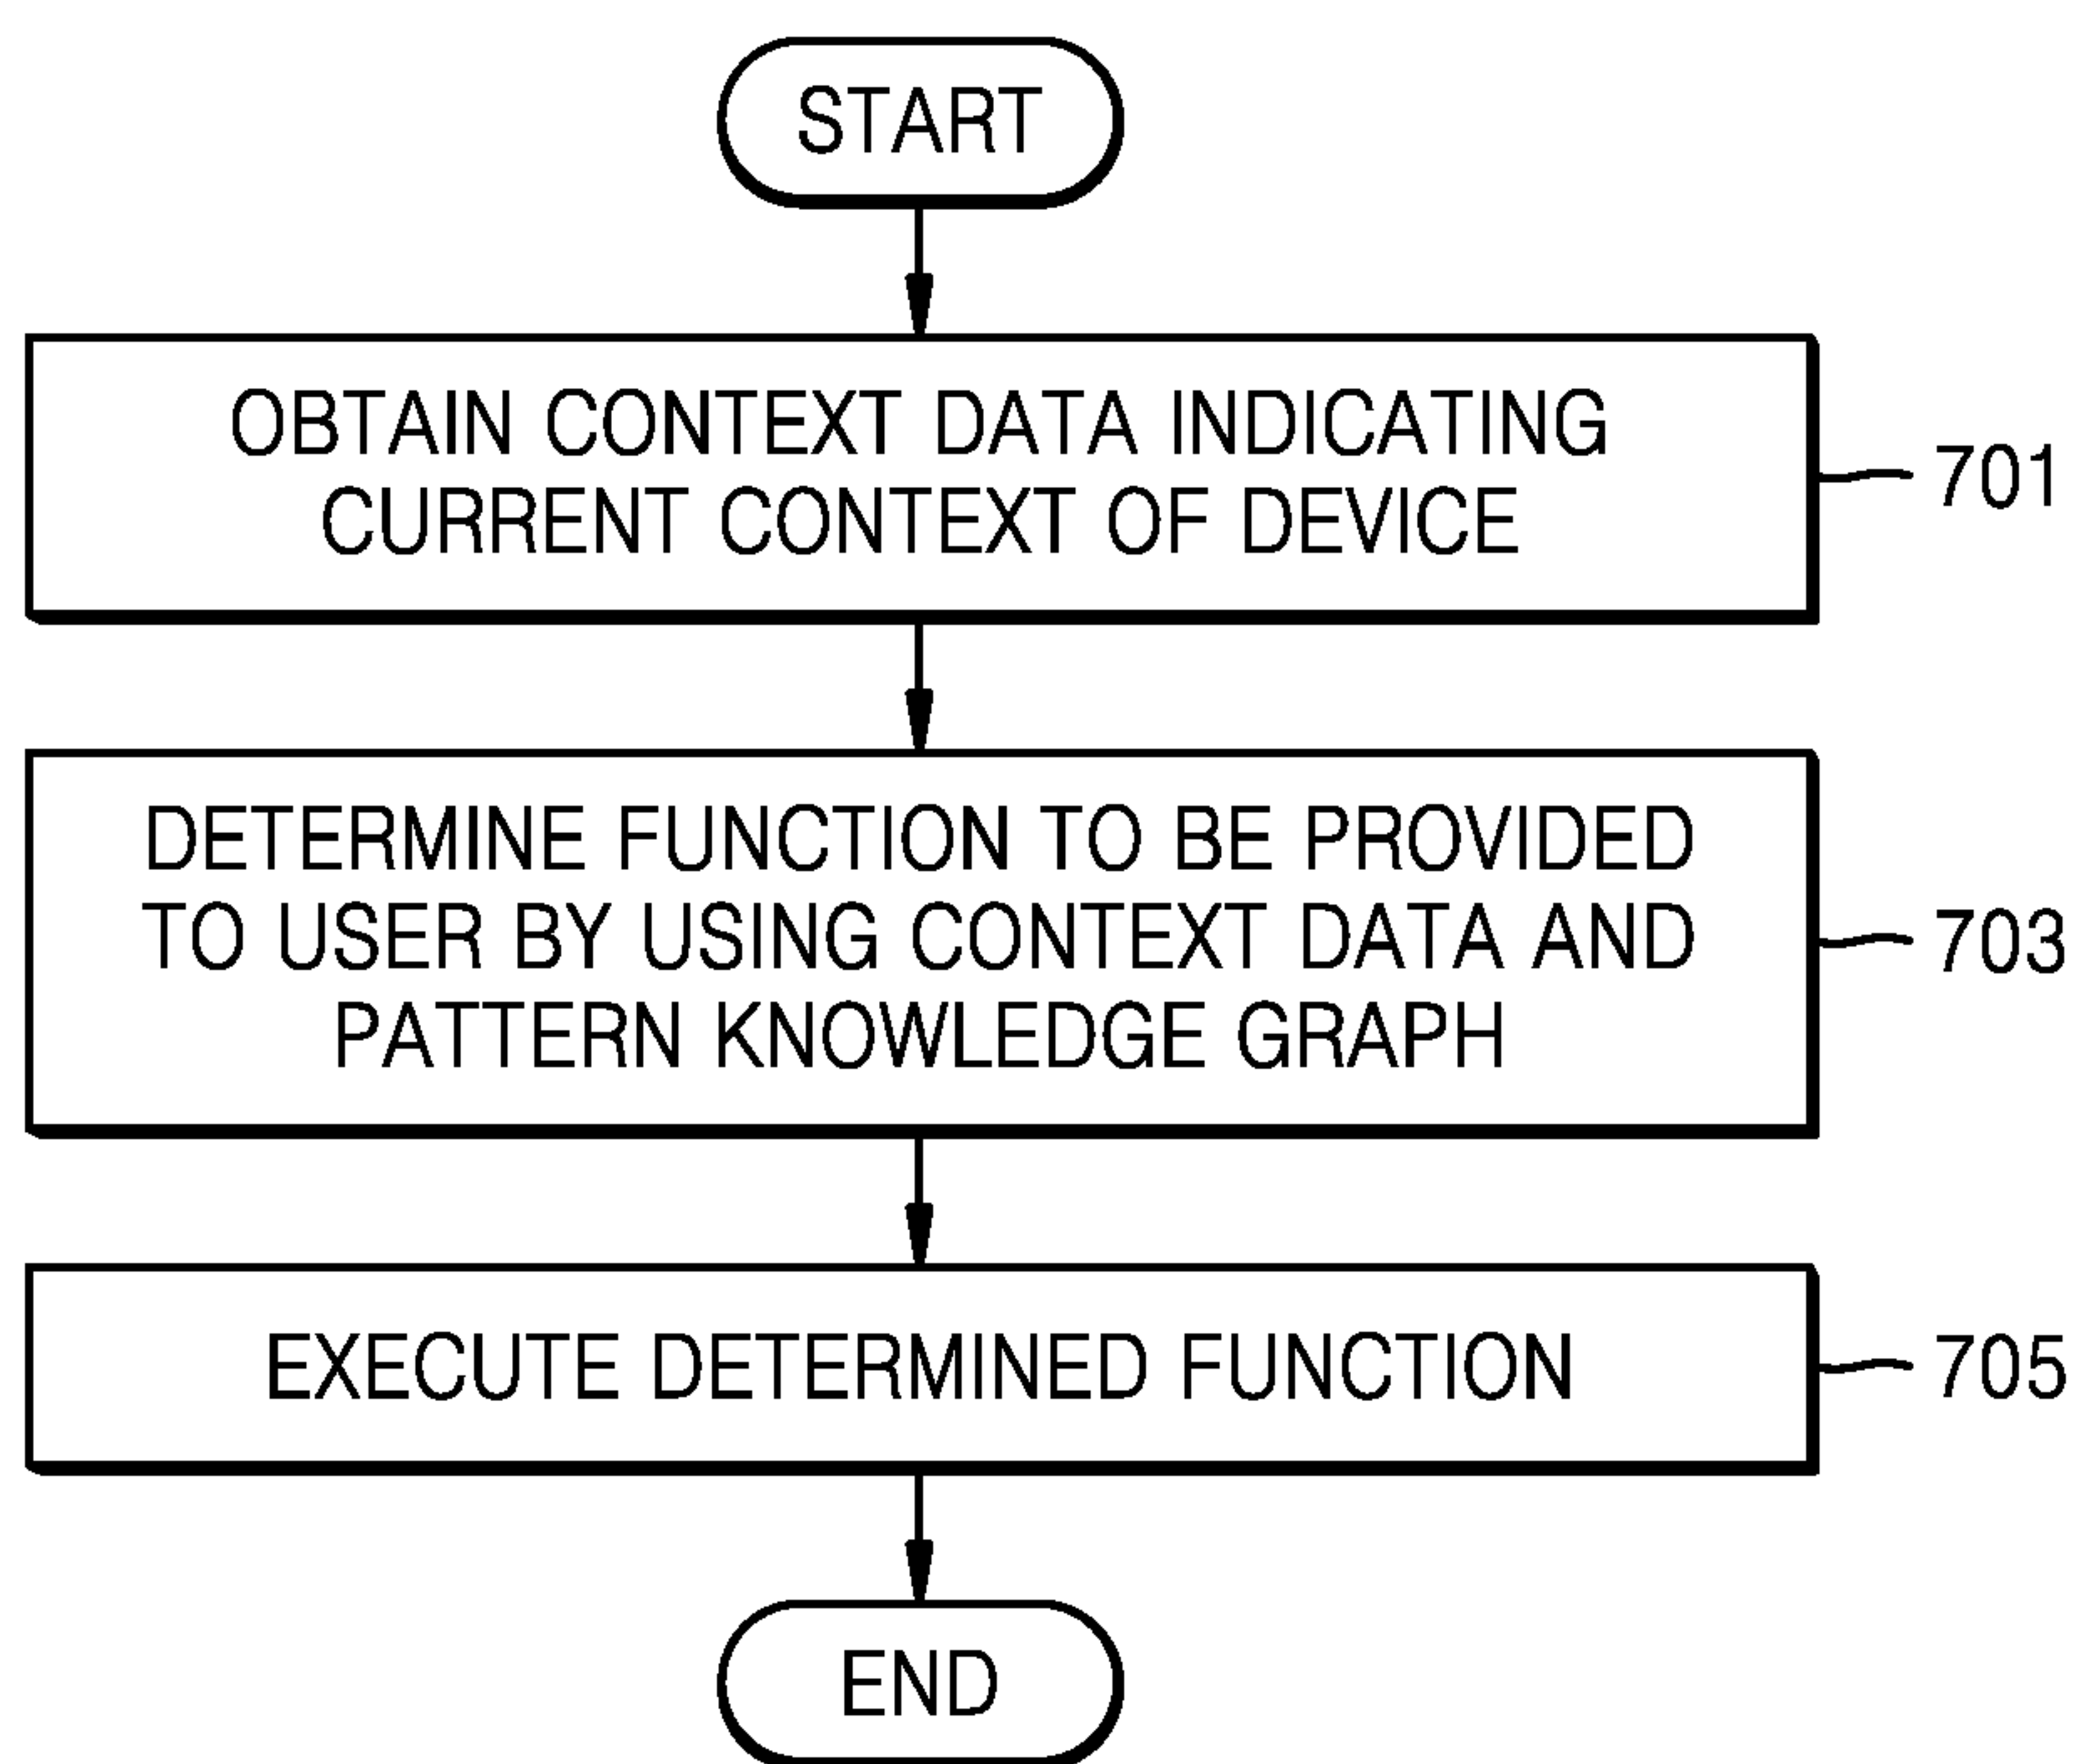 START
OBTAIN CONTEXT DATA INDICATING
CURRENT CONTEXT OF DEVICE
701
DETERMINE FUNCTION TO BE PROVIDED
TO USER BY USING CONTEXT DATA AND
PATTERN KNOWLEDGE GRAPH
703
EXECUTE DETERMINED FUNCTION
705
END